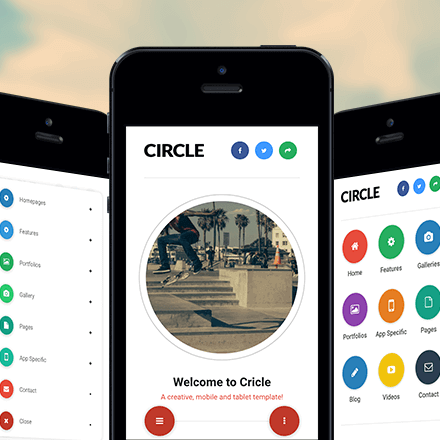 Homepages
Features
Portfolios
Gallery
Pages
App Specific
Contact
Close
CIRCLE
Welcome to Cricle
A creative, mobile and tablet template!
CIRCLE
Home
Features
Galleries
Portfolios
App Specific
Pages
Blog
Videos
Contact